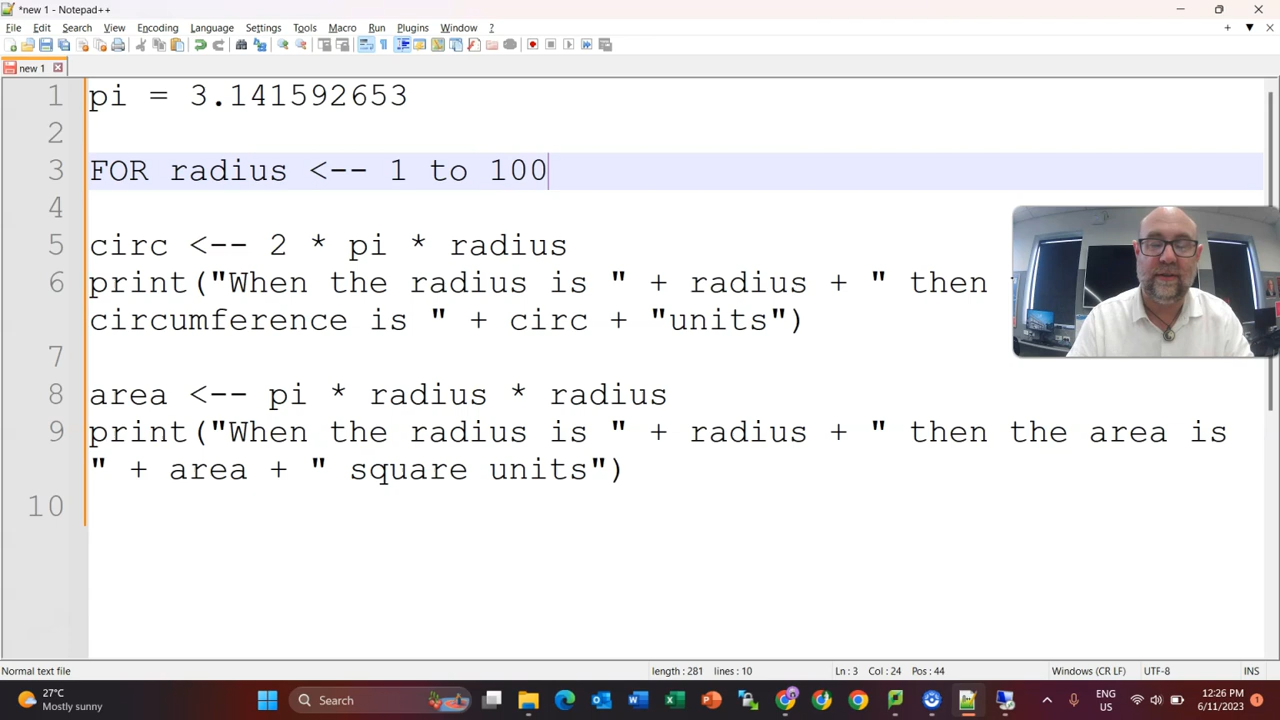 *new 1 - Notepad++
File Edit Search View Encoding Language Settings Tools Macro Run Plugins Window ?
new 1
1 pi = 3.141592653
2
3 FOR radius <-- 1 to 100
4
5 circ <-- 2 * pi * radius
6 print("When the radius is " + radius + " then
circumference is " + circ + "units")
7
8 area <-- pi * radius * radius
9 print("When the radius is " + radius + " then the area is
" + area + " square units")
10
Normal text file length : 281 lines : 10 Ln : 3 Col : 24 Pos : 44 Windows (CR LF) UTF-8 INS
27°C
Mostly sunny
Search
ENG
US
12:26 PM
6/11/2023